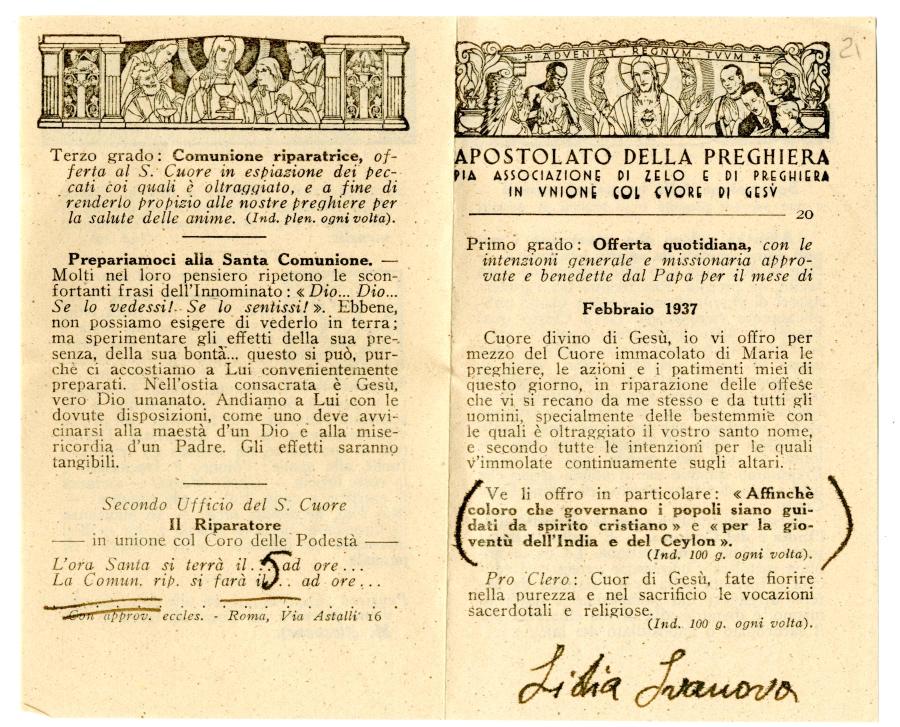 Terzo grado: Comunione riparatrice, of-
ferta al S. Cuore in espiazione dei pec-
cati coi quali è oltraggiato, e a fine di
renderlo propizio alle nostre preghiere per
la salute delle anime. (Ind. plen. ogni volta).
Prepariamoci alla Santa Comunione. —
Molti nel loro pensiero ripetono le scon-
fortanti frasi dell'Innominato: « Dio... Dio...
Se lo vedessi! Se lo sentissi! ». Ebbene,
non possiamo esigere di vederlo in terra;
ma sperimentare gli effetti della sua pre-
senza, della sua bontà... questo si può, pur-
chè ci accostiamo a Lui convenientemente
preparati. Nell'ostia consacrata è Gesù,
vero Dio umanato. Andiamo a Lui con le
dovute disposizioni, come uno deve avvi-
cinarsi alla maestà d'un Dio e alla mise-
ricordia d'un Padre. Gli effetti saranno
tangibili.
Secondo Ufficio del S. Cuore
Il Riparatore
in unione col Coro delle Podestà
L'ora Santa si terrà il ... ad ore ...
La Comun. rip. si farà il 5 ... ad ore ...
Con approv. eccles. - Roma, Via Astalli 16
21
ADVENIAT REGNVM TVVM
APOSTOLATO DELLA PREGHIERA
PIA ASSOCIAZIONE DI ZELO E DI PREGHIERA
IN VNIONE COL CVORE DI GESÙ
20
Primo grado: Offerta quotidiana, con le
intenzioni generale e missionaria appro-
vate e benedette dal Papa per il mese di
Febbraio 1937
Cuore divino di Gesù, io vi offro per
mezzo del Cuore immacolato di Maria le
preghiere, le azioni e i patimenti miei di
questo giorno, in riparazione delle offese
che vi si recano da me stesso e da tutti gli
uomini, specialmente delle bestemmie con
le quali è oltraggiato il vostro santo nome,
e secondo tutte le intenzioni per le quali
v'immolate continuamente sugli altari.
Ve li offro in particolare: « Affinchè
coloro che governano i popoli siano gui-
dati da spirito cristiano » e « per la gio-
ventù dell'India e del Ceylon ».
(Ind. 100 g. ogni volta).
Pro Clero: Cuor di Gesù, fate fiorire
nella purezza e nel sacrificio le vocazioni
sacerdotali e religiose.
(Ind. 100 g. ogni volta).
Lidia Ivanova